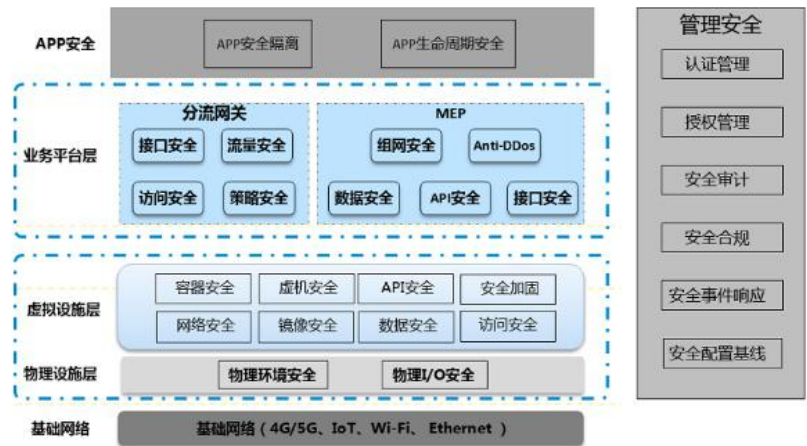 APP安全
APP安全隔离
APP生命周期安全
业务平台层
分流网关
接口安全
流量安全
访问安全
策略安全
MEP
组网安全
Anti-DDos
数据安全
API安全
接口安全
虚拟设施层
容器安全
虚机安全
API安全
安全加固
网络安全
镜像安全
数据安全
访问安全
物理设施层
物理环境安全
物理I/O安全
基础网络
基础网络（4G/5G、IoT、Wi-Fi、 Ethernet ）
管理安全
认证管理
授权管理
安全审计
安全合规
安全事件响应
安全配置基线